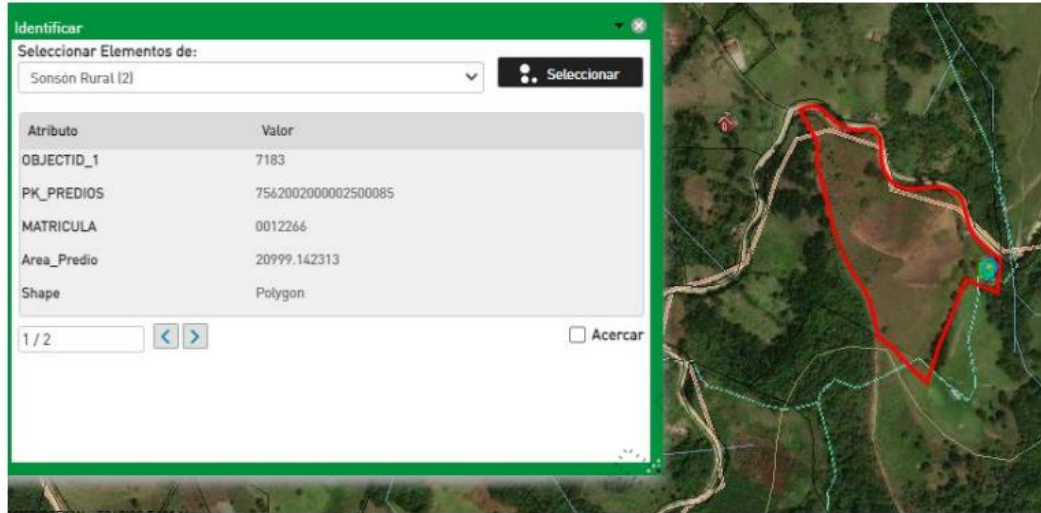 Identificar
Seleccionar Elementos de:
Sonsón Rural (2)
Seleccionar
Atributo Valor
OBJECTID_1 7183
PK_PREDIOS 7562002000002500085
MATRICULA 0012266
Area_Predio 20999.142313
Shape Polygon
1 / 2
< >
Acercar